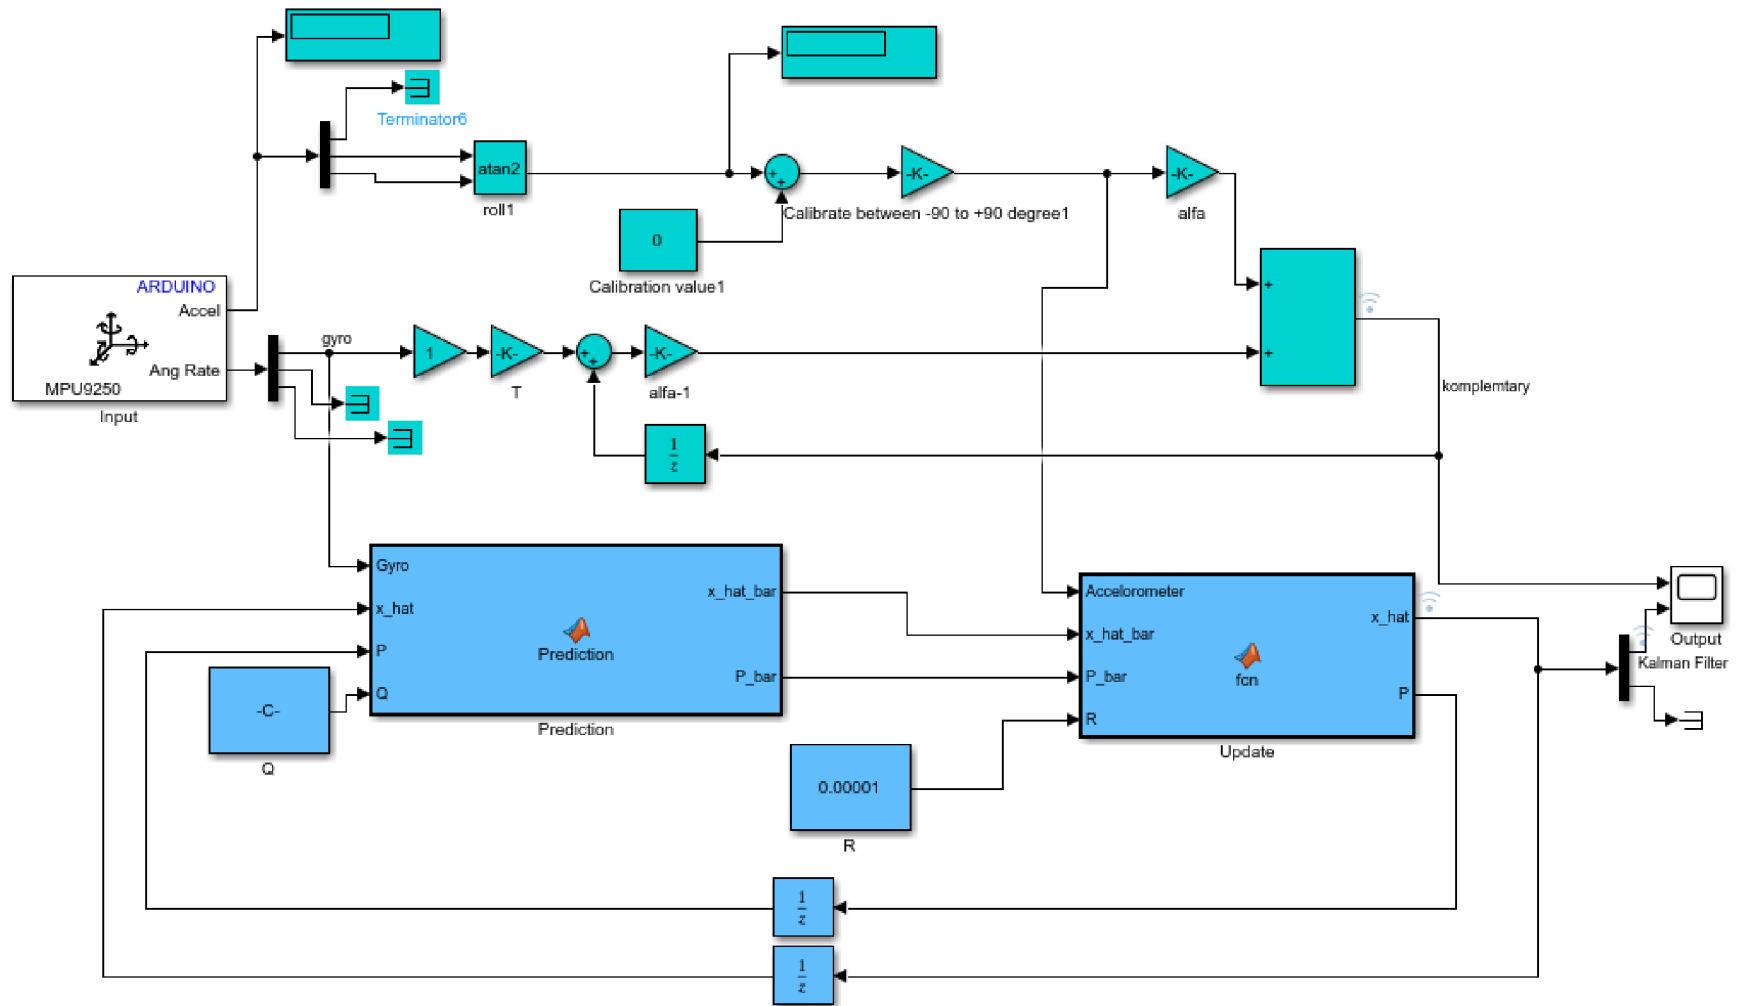 Terminator6
atan2
roll1
+
+
-K-
Calibrate between -90 to +90 degree1
-K-
alfa
0
Calibration value1
ARDUINO
Accel
Ang Rate
MPU9250
Input
gyro
1
-K-
T
+
+
-K-
alfa-1
+
+
komplemtary
1
z
Gyro
x_hat
P
Q
x_hat_bar
P_bar
Prediction
Prediction
-C-
Q
Accelorometer
x_hat_bar
P_bar
R
x_hat
P
fcn
Update
0.00001
R
Output
Kalman Filter
1
z
1
z